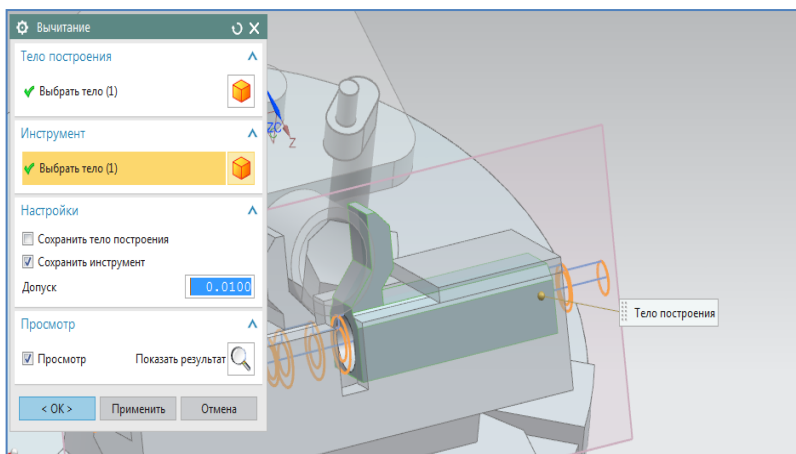 Вычитание
Тело построения
Выбрать тело (1)
Инструмент
Выбрать тело (1)
Настройки
Сохранить тело построения
Сохранить инструмент
Допуск 0.0100
Просмотр
Просмотр Показать результат
< OK > Применить Отмена
ZC
Z
Тело построения